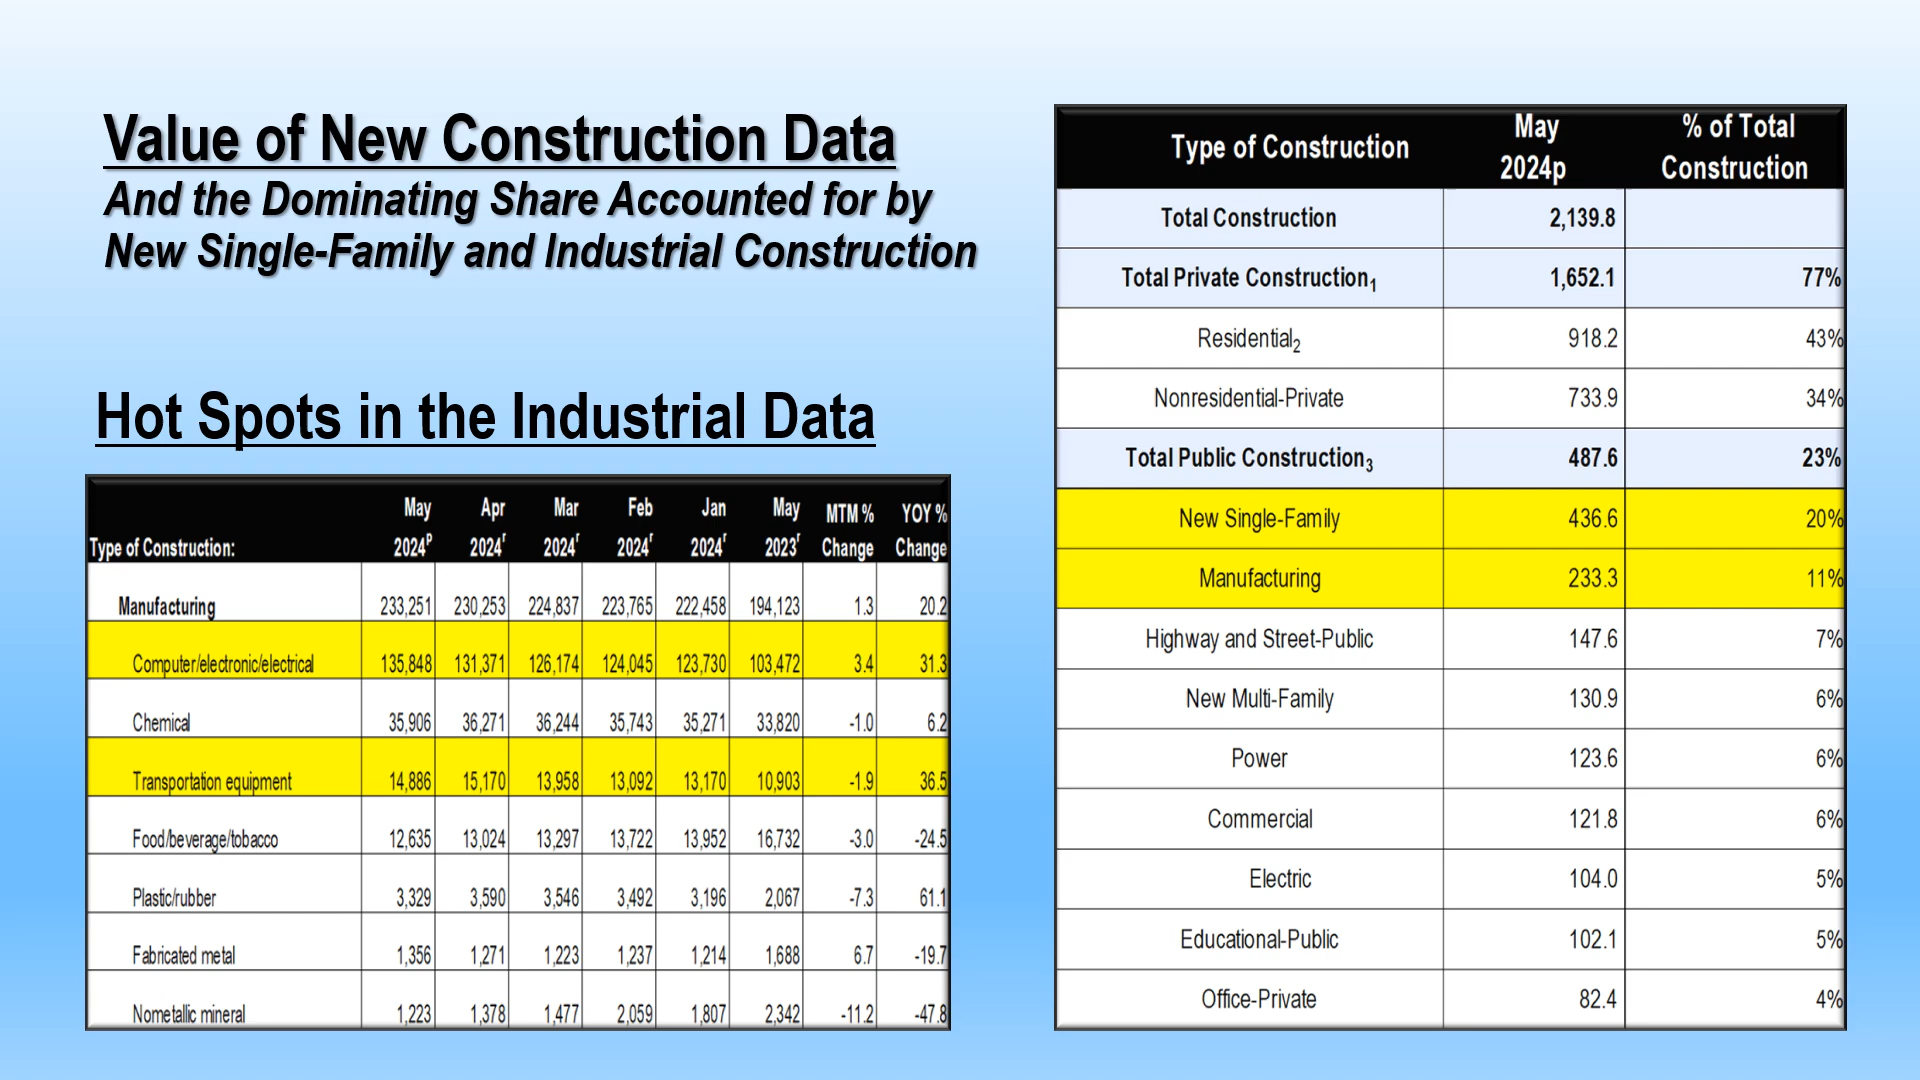 Value of New Construction Data
And the Dominating Share Accounted for by
New Single-Family and Industrial Construction
Hot Spots in the Industrial Data
Type of Construction: May 2024p Apr 2024r Mar 2024r Feb 2024r Jan 2024r May 2023r MTM % Change YOY % Change
Manufacturing 233,251 230,253 224,837 223,765 222,458 194,123 1.3 20.2
Computer/electronic/electrical 135,848 131,371 126,174 124,045 123,730 103,472 3.4 31.3
Chemical 35,906 36,271 36,244 35,743 35,271 33,820 -1.0 6.2
Transportation equipment 14,886 15,170 13,958 13,092 13,170 10,903 -1.9 36.5
Food/beverage/tobacco 12,635 13,024 13,297 13,722 13,952 16,732 -3.0 -24.5
Plastic/rubber 3,329 3,590 3,546 3,492 3,196 2,067 -7.3 61.1
Fabricated metal 1,356 1,271 1,223 1,237 1,214 1,688 6.7 -19.7
Nometallic mineral 1,223 1,378 1,477 2,059 1,807 2,342 -11.2 -47.8
Type of Construction May 2024p % of Total Construction
Total Construction 2,139.8
Total Private Construction1 1,652.1 77%
Residential2 918.2 43%
Nonresidential-Private 733.9 34%
Total Public Construction3 487.6 23%
New Single-Family 436.6 20%
Manufacturing 233.3 11%
Highway and Street-Public 147.6 7%
New Multi-Family 130.9 6%
Power 123.6 6%
Commercial 121.8 6%
Electric 104.0 5%
Educational-Public 102.1 5%
Office-Private 82.4 4%